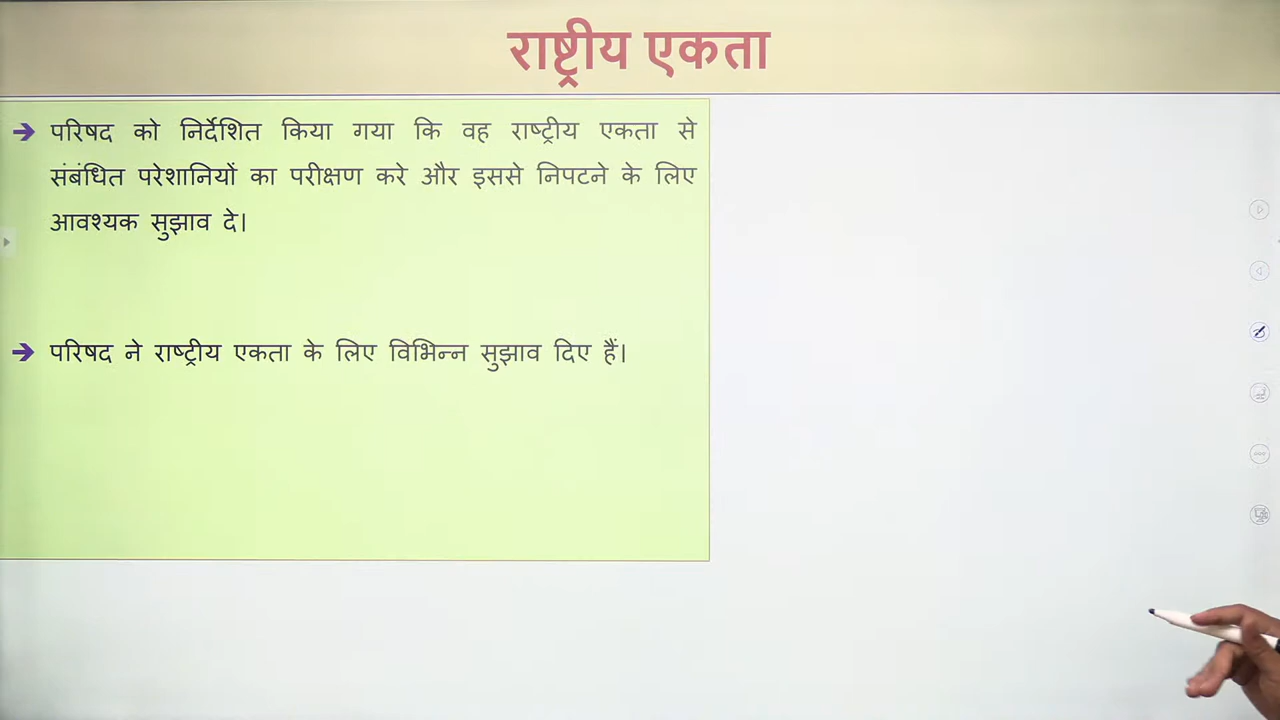 राष्ट्रीय एकता
➔ परिषद को निर्देशित किया गया कि वह राष्ट्रीय एकता से
संबंधित परेशानियों का परीक्षण करे और इससे निपटने के लिए
आवश्यक सुझाव दे।
➔ परिषद ने राष्ट्रीय एकता के लिए विभिन्न सुझाव दिए हैं।